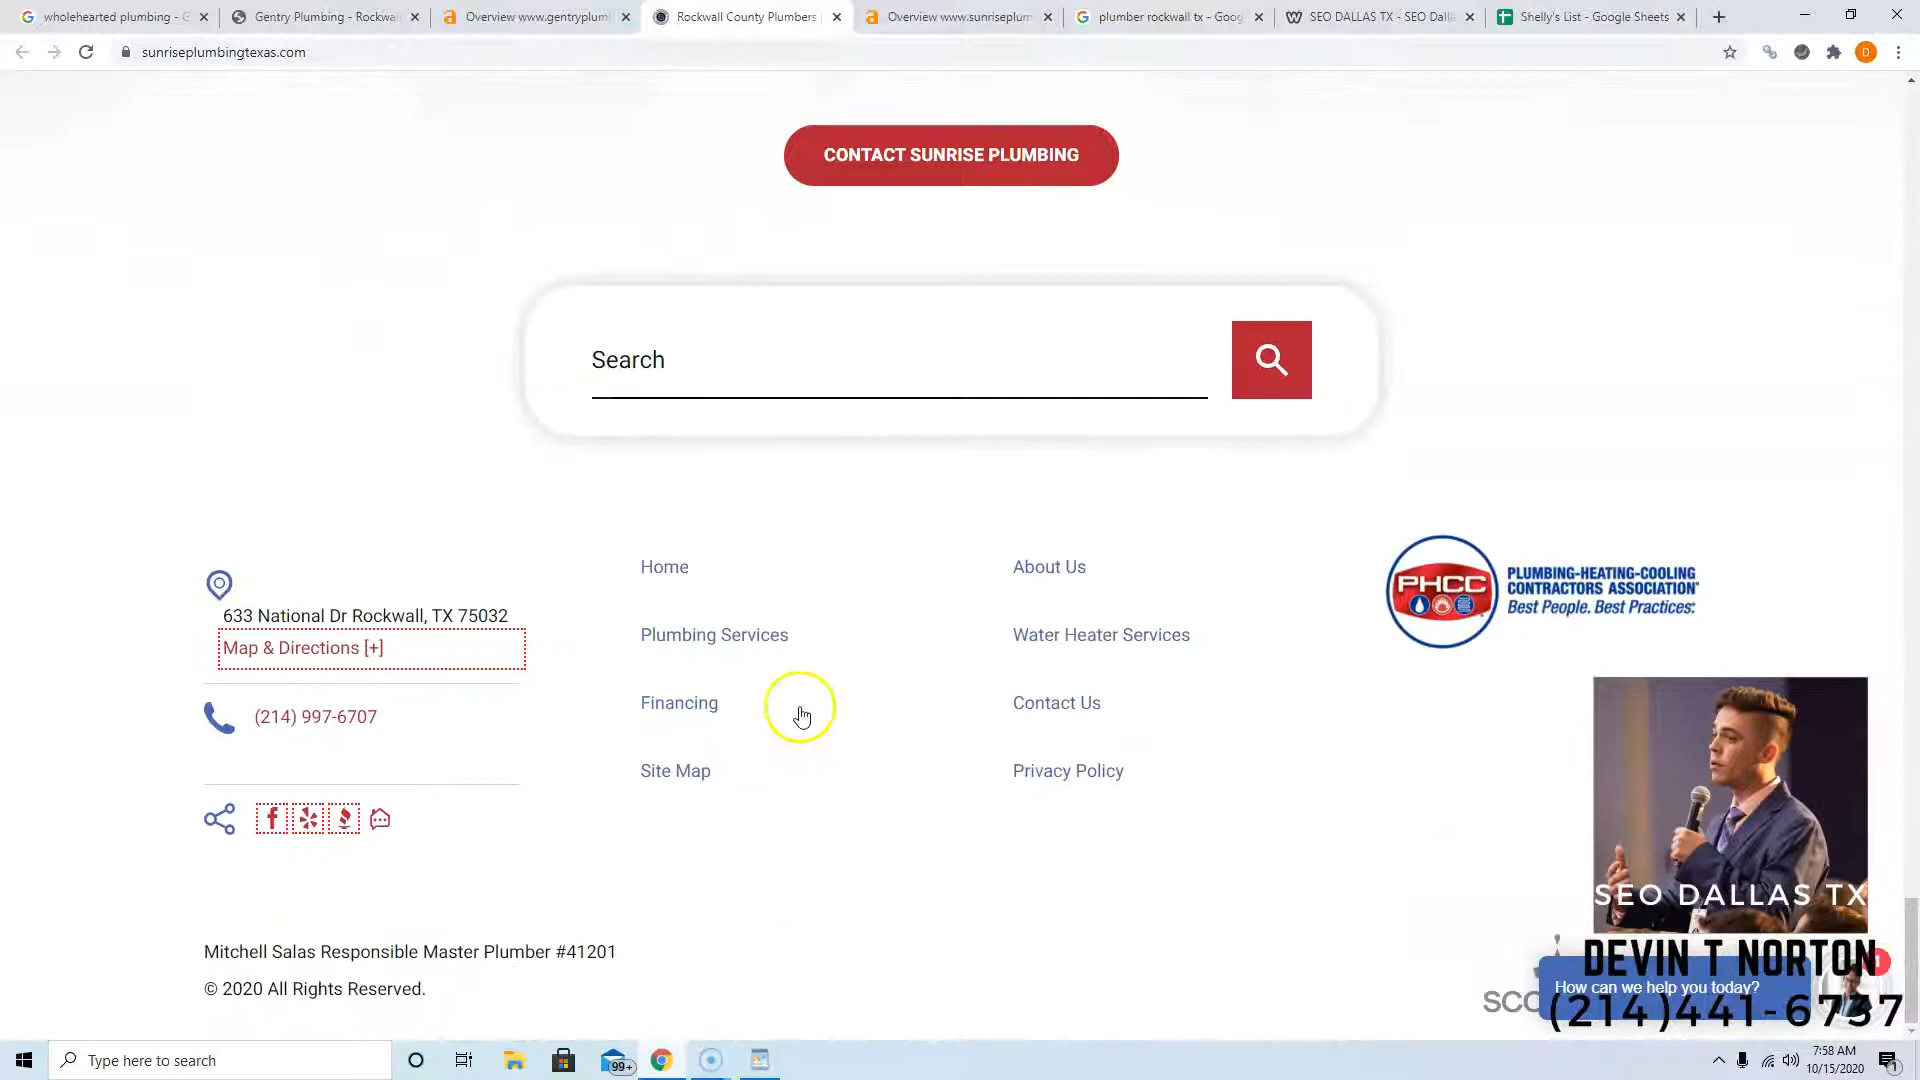 wholehearted plumbing - G
Gentry Plumbing - Rockwal
Overview www.gentryplum
Rockwall County Plumbers
Overview www.sunriseplum
plumber rockwall tx - Goog
SEO DALLAS TX - SEO Dall
Shelly's List - Google Sheets
sunriseplumbingtexas.com
D
CONTACT SUNRISE PLUMBING
Search
633 National Dr Rockwall, TX 75032
Map & Directions [+]
(214) 997-6707
Home
About Us
Plumbing Services
Water Heater Services
Financing
Contact Us
Site Map
Privacy Policy
PHCC
PLUMBING-HEATING-COOLING
CONTRACTORS ASSOCIATION
Best People. Best Practices.
Mitchell Salas Responsible Master Plumber #41201
© 2020 All Rights Reserved.
SEO DALLAS TX
DEVIN T NORTON
How can we help you today?
(214)441-6737
Type here to search
99+
7:58 AM
10/15/2020